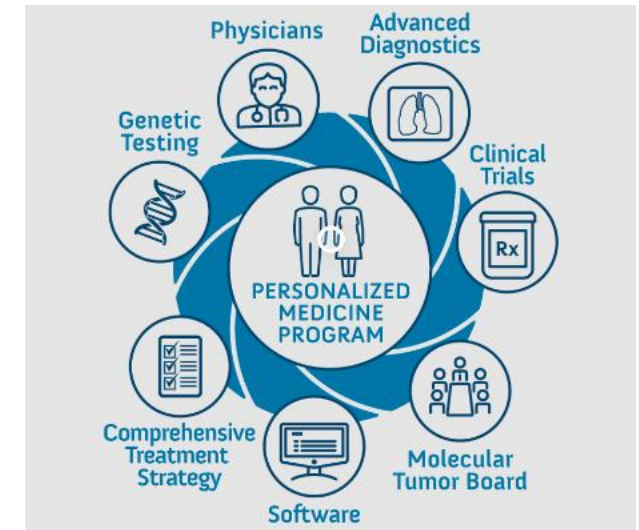 Physicians
Advanced
Diagnostics
Genetic
Testing
Clinical
Trials
Rx
PERSONALIZED
MEDICINE
PROGRAM
Comprehensive
Treatment
Strategy
Molecular
Tumor Board
Software